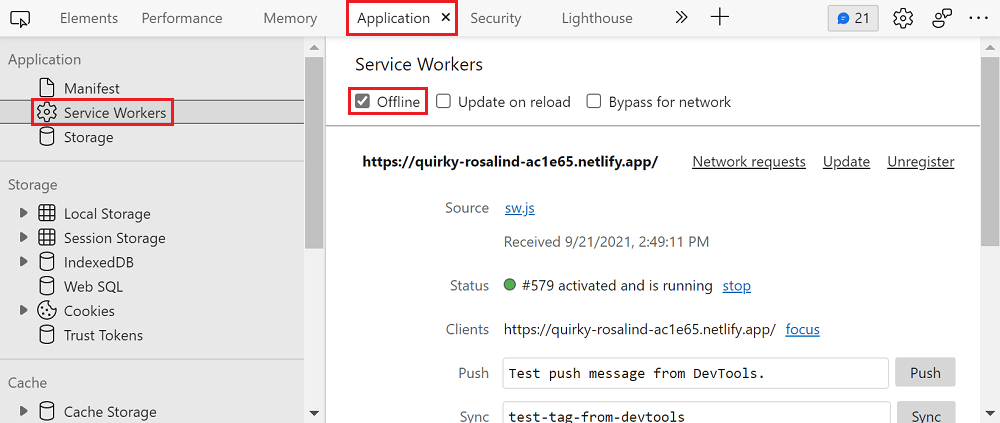 Elements Performance Memory Application × Security Lighthouse 21
Application
Manifest
Service Workers
Storage
Storage
Local Storage
Session Storage
IndexedDB
Web SQL
Cookies
Trust Tokens
Cache
Cache Storage
Service Workers
Offline Update on reload Bypass for network
https://quirky-rosalind-ac1e65.netlify.app/ Network requests Update Unregister
Source sw.js
Received 9/21/2021, 2:49:11 PM
Status #579 activated and is running stop
Clients https://quirky-rosalind-ac1e65.netlify.app/ focus
Push Test push message from DevTools. Push
Sync test-tag-from-devtools Sync